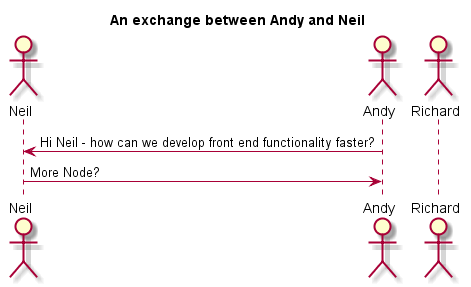 An exchange between Andy and Neil
Neil Andy Richard
Hi Neil - how can we develop front end functionality faster?
More Node?
Neil Andy Richard